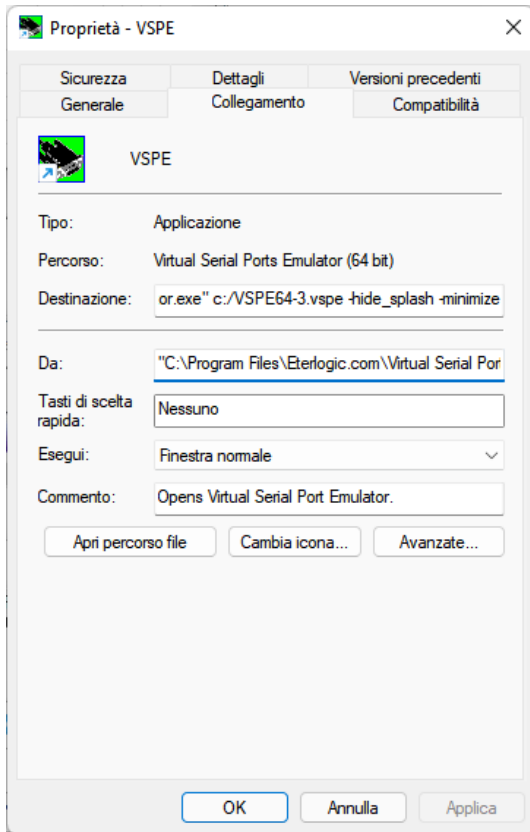 Proprietà - VSPE
Sicurezza Dettagli Versioni precedenti
Generale Collegamento Compatibilità
VSPE
Tipo: Applicazione
Percorso: Virtual Serial Ports Emulator (64 bit)
Destinazione: or.exe" c:/VSPE64-3.vspe -hide_splash -minimize
Da: "C:\Program Files\Eterlogic.com\Virtual Serial Por
Tasti di scelta
rapida: Nessuno
Esegui: Finestra normale
Commento: Opens Virtual Serial Port Emulator.
Apri percorso file Cambia icona... Avanzate...
OK Annulla Applica